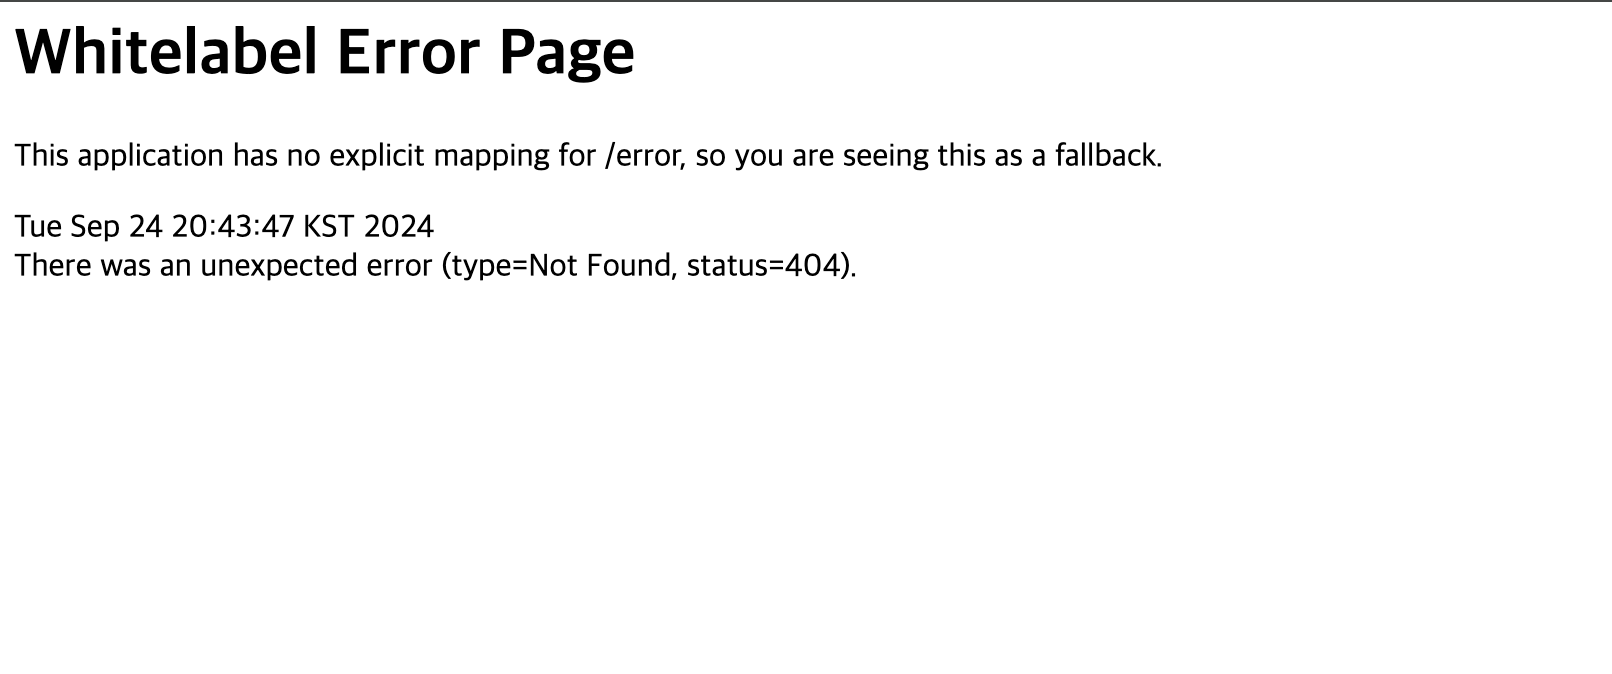 Whitelabel Error Page
This application has no explicit mapping for /error, so you are seeing this as a fallback.
Tue Sep 24 20:43:47 KST 2024
There was an unexpected error (type=Not Found, status=404).